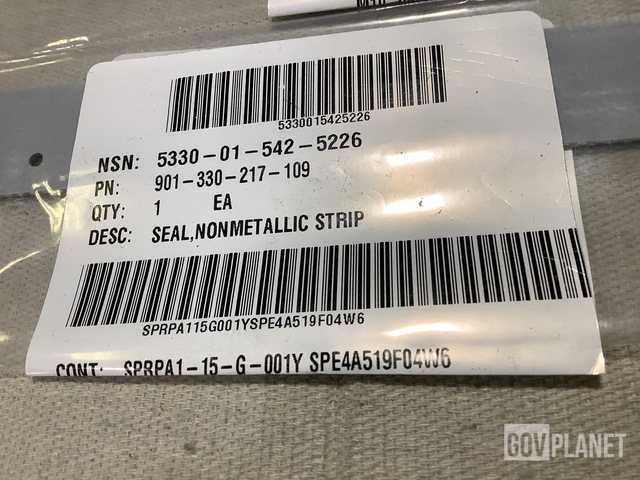 5330015425226
NSN: 5330-01-542-5226
PN: 901-330-217-109
QTY: 1 EA
DESC: SEAL,NONMETALLIC STRIP
SPRPA115G001YSPE4A519F04W6
CONT: SPRPA1-15-G-001Y SPE4A519F04W6
GOVPLANET